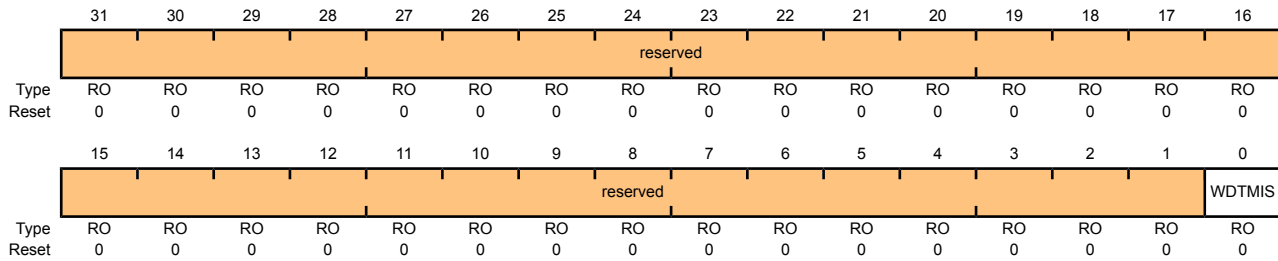 31 30 29 28 27 26 25 24 23 22 21 20 19 18 17 16
reserved
Type RO RO RO RO RO RO RO RO RO RO RO RO RO RO RO RO
Reset 0 0 0 0 0 0 0 0 0 0 0 0 0 0 0 0
15 14 13 12 11 10 9 8 7 6 5 4 3 2 1 0
reserved WDTMIS
Type RO RO RO RO RO RO RO RO RO RO RO RO RO RO RO RO
Reset 0 0 0 0 0 0 0 0 0 0 0 0 0 0 0 0